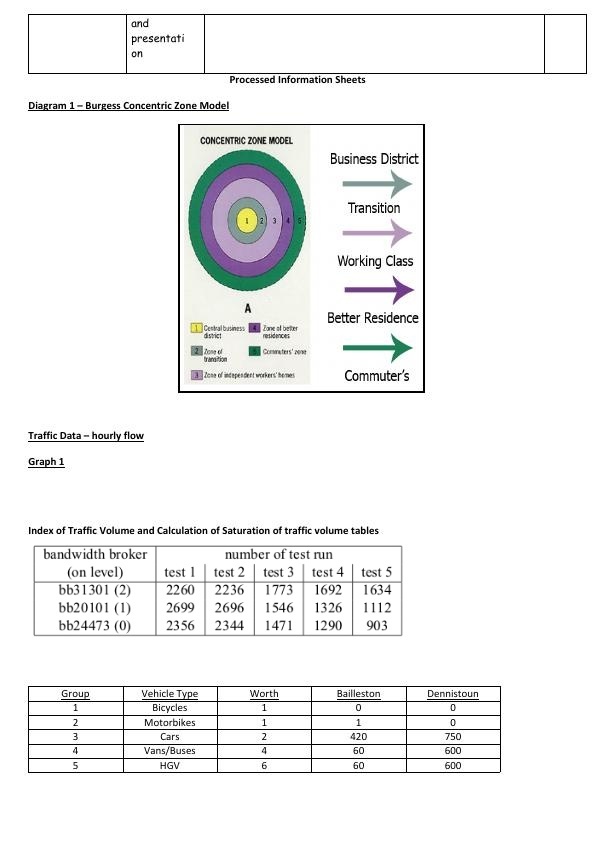 and
presentati
on
Processed Information Sheets
Diagram 1 – Burgess Concentric Zone Model
CONCENTRIC ZONE MODEL
1 2 3 4 5
A
1 Central business district
4 Zone of better residences
2 Zone of transition
5 Commuters' zone
3 Zone of independent workers' homes
Business District
Transition
Working Class
Better Residence
Commuter's
Traffic Data – hourly flow
Graph 1
Index of Traffic Volume and Calculation of Saturation of traffic volume tables
bandwidth broker number of test run
(on level) test 1 test 2 test 3 test 4 test 5
bb31301 (2) 2260 2236 1773 1692 1634
bb20101 (1) 2699 2696 1546 1326 1112
bb24473 (0) 2356 2344 1471 1290 903
Group Vehicle Type Worth Bailleston Dennistoun
1 Bicycles 1 0 0
2 Motorbikes 1 1 0
3 Cars 2 420 750
4 Vans/Buses 4 60 600
5 HGV 6 60 600